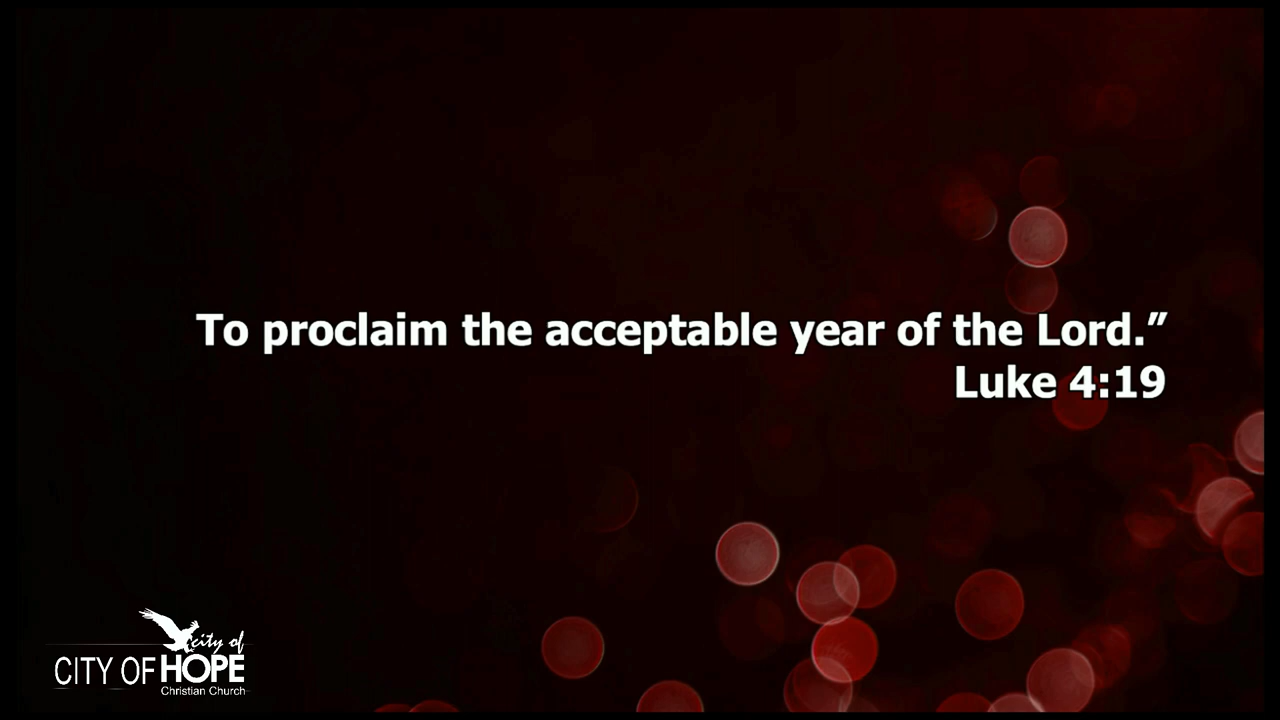 To proclaim the acceptable year of the Lord.”
Luke 4:19
city of
CITY OF HOPE
Christian Church